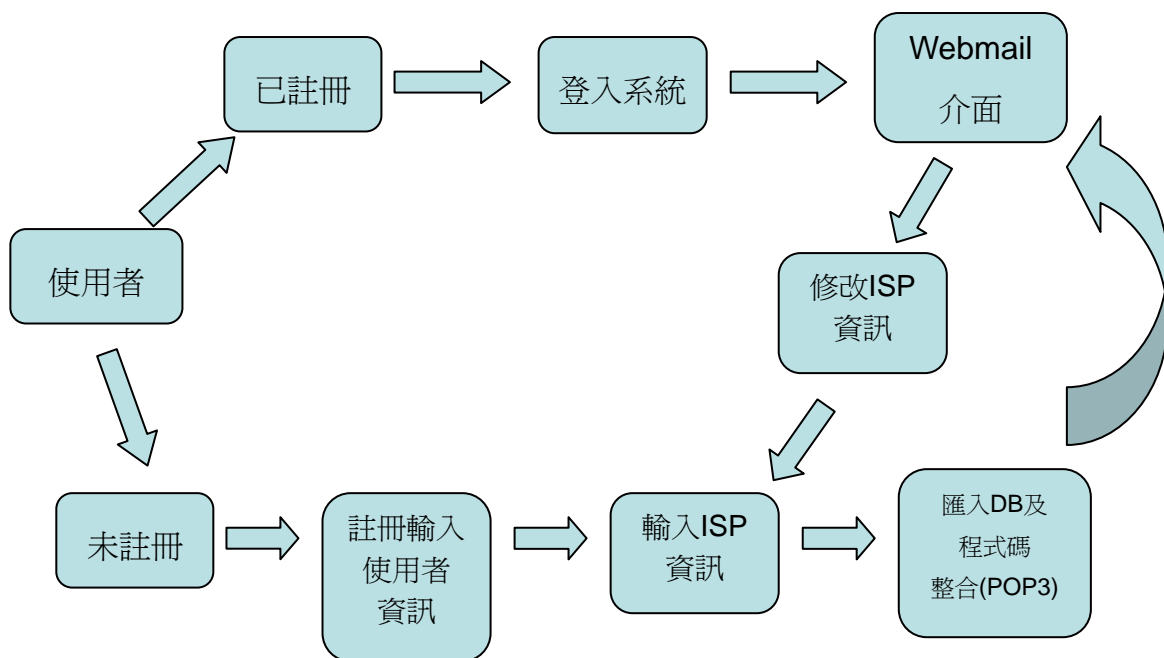 已註冊
登入系統
Webmail
介面
使用者
修改ISP
資訊
未註冊
註冊輸入
使用者
資訊
輸入ISP
資訊
匯入DB及
程式碼
整合(POP3)